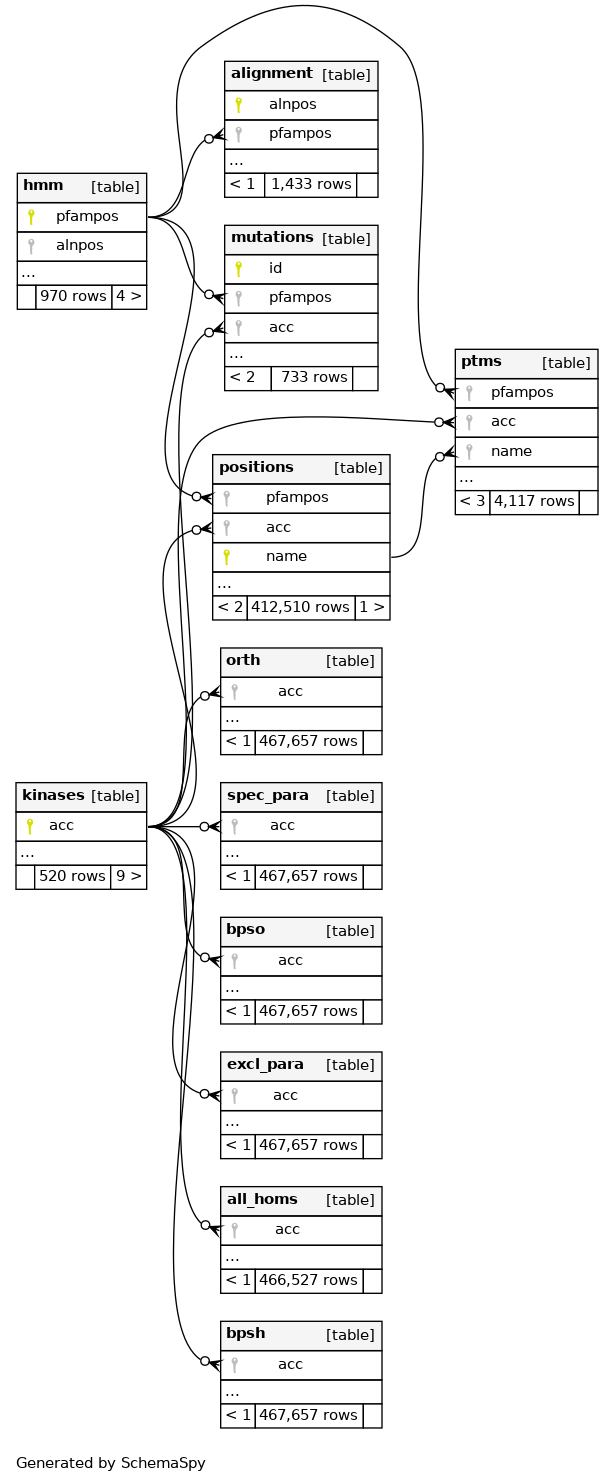 alignment [table]
alnpos
pfampos
...
< 1 1,433 rows
hmm [table]
pfampos
alnpos
...
970 rows 4 >
mutations [table]
id
pfampos
acc
...
< 2 733 rows
ptms [table]
pfampos
acc
name
...
< 3 4,117 rows
positions [table]
pfampos
acc
name
...
< 2 412,510 rows 1 >
orth [table]
acc
...
< 1 467,657 rows
kinases [table]
acc
...
520 rows 9 >
spec_para [table]
acc
...
< 1 467,657 rows
bpso [table]
acc
...
< 1 467,657 rows
excl_para [table]
acc
...
< 1 467,657 rows
all_homs [table]
acc
...
< 1 466,527 rows
bpsh [table]
acc
...
< 1 467,657 rows
Generated by SchemaSpy